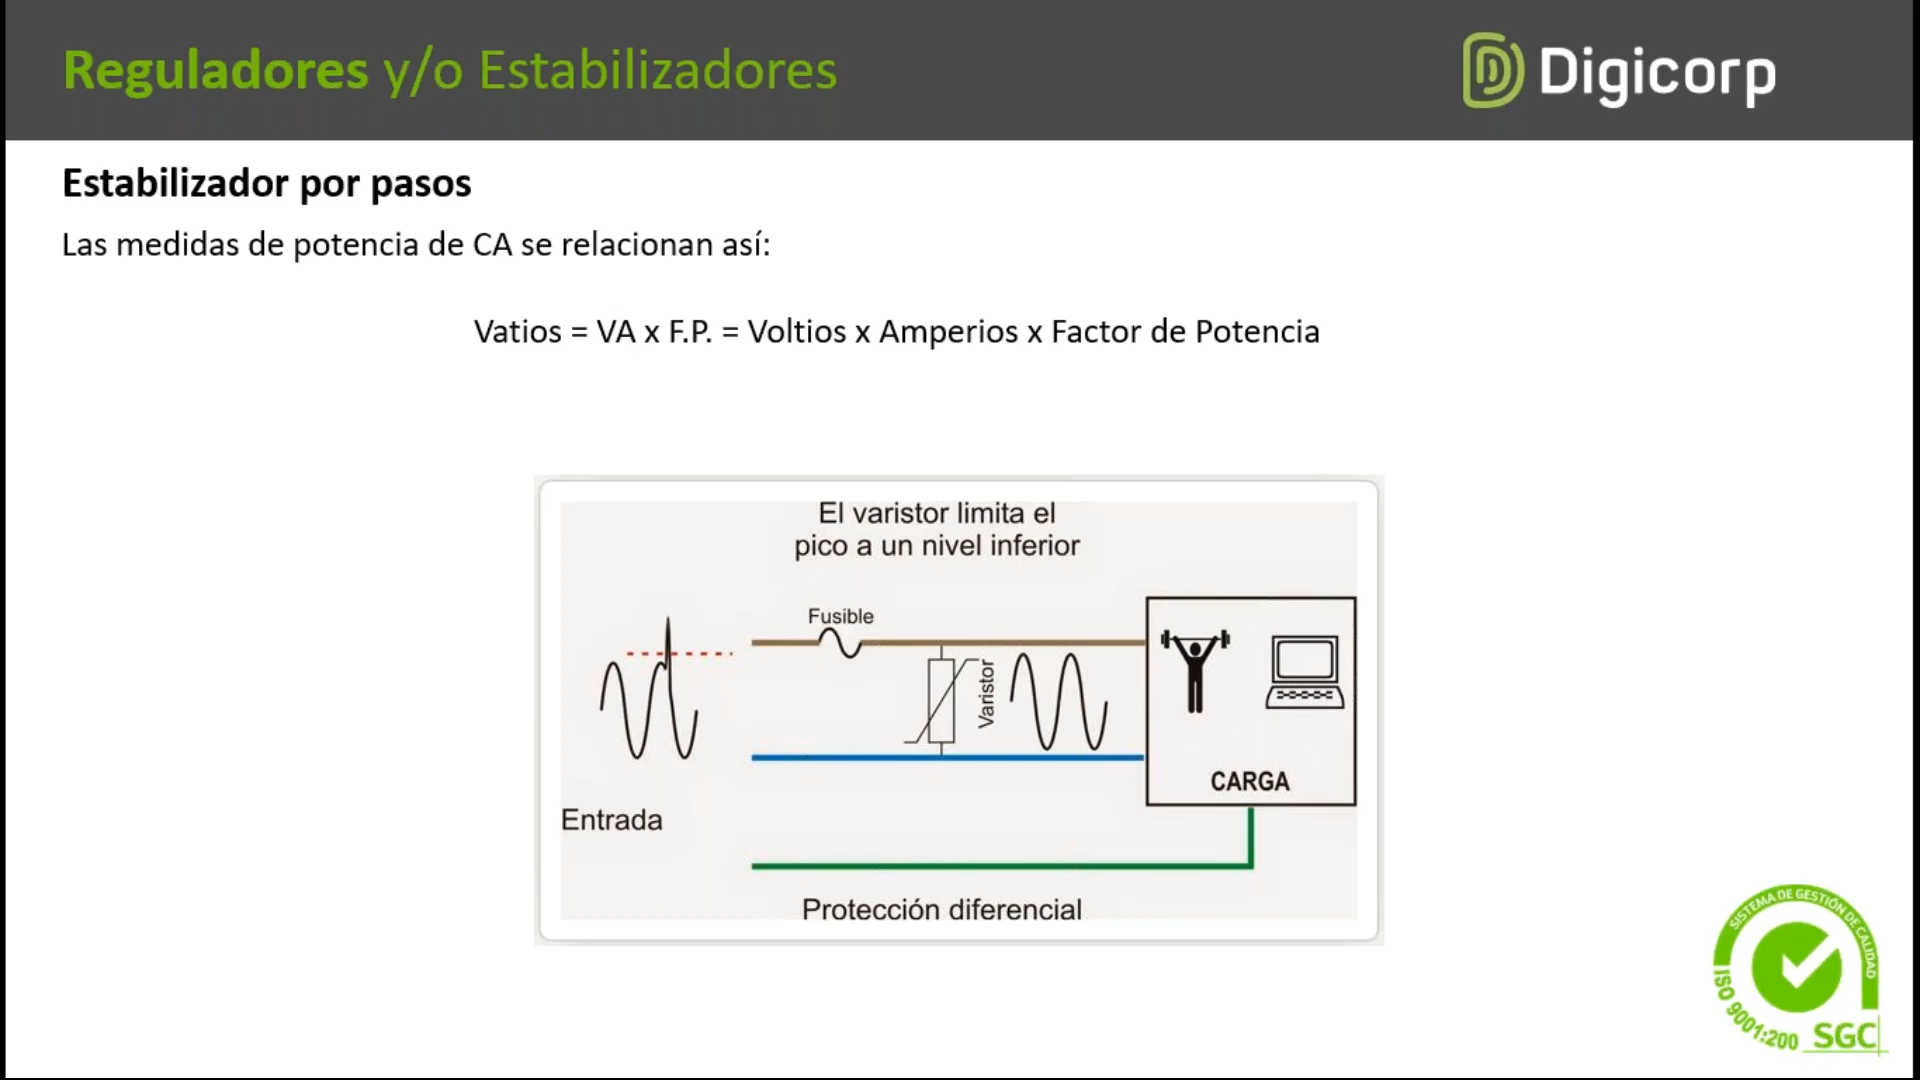 Reguladores y/o Estabilizadores
Digicorp
Estabilizador por pasos
Las medidas de potencia de CA se relacionan así:
Vatios = VA x F.P. = Voltios x Amperios x Factor de Potencia
El varistor limita el
pico a un nivel inferior
Fusible
Varistor
CARGA
Entrada
Protección diferencial
SISTEMA DE GESTIÓN DE CALIDAD
ISO 9001:200
SGC